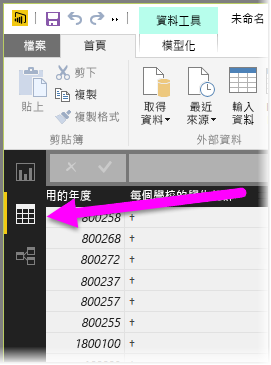 資料工具
未命名
檔案
首頁
模型化
貼上
剪下
複製
複製格式
剪貼簿
取得
資料
最近
來源
輸入
資料
外部資料
用的年度
每個學校的學生
800258
800268
800272
800237
800257
800255
1800100